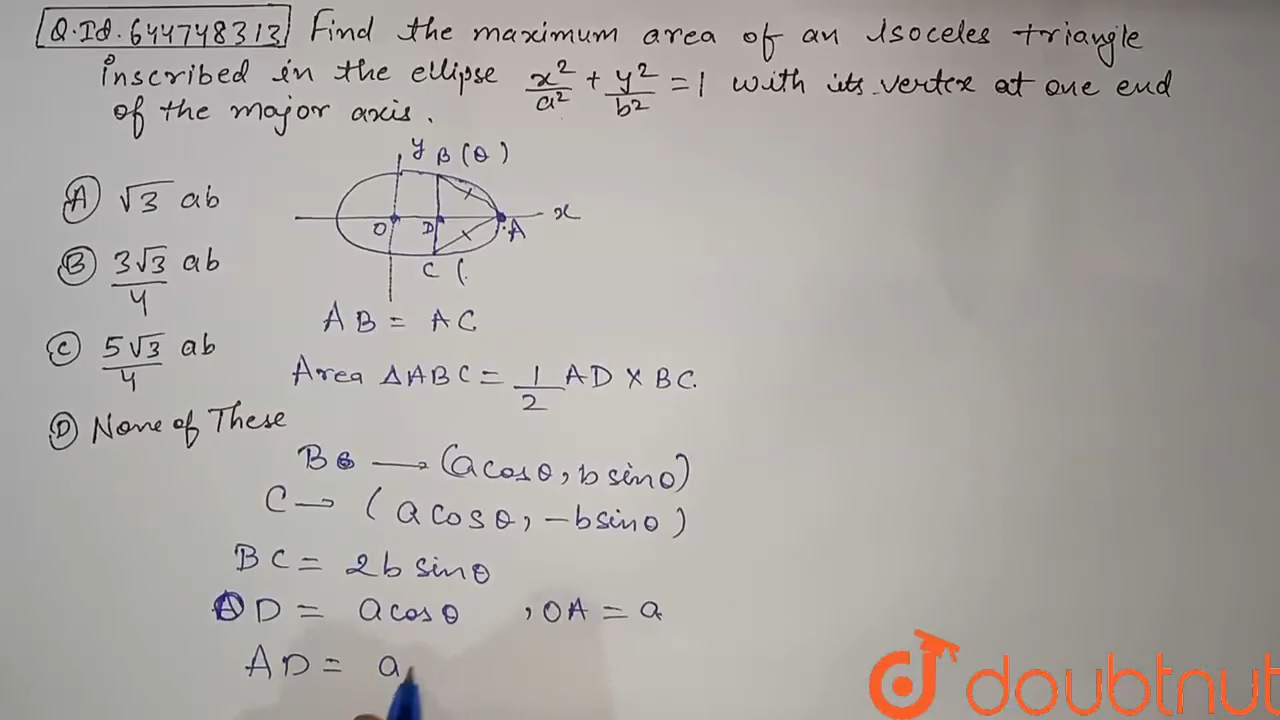 Q.Id.644748313 Find the maximum area of an Isoceles triangle
inscribed in the ellipse x²/a² + y²/b² = 1 with its vertex at one end
of the major axis.
y B (θ)
x
O D A
C (.
(A) √3 ab
(B) 3√3/4 ab
(C) 5√3/4 ab
(D) None of These
AB = AC
Area ΔABC = 1/2 AD × BC.
B → (a cosθ, b sinθ)
C → (a cosθ, -b sinθ)
BC = 2b sinθ
OD = a cosθ , OA = a
AD = a
doubtnut